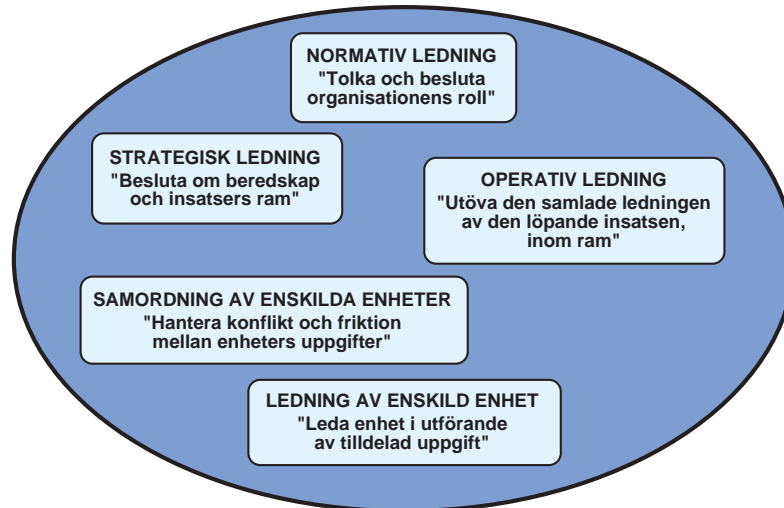 NORMATIV LEDNING
"Tolka och besluta
organisationens roll"
STRATEGISK LEDNING
"Besluta om beredskap
och insatsers ram"
OPERATIV LEDNING
"Utöva den samlade ledningen
av den löpande insatsen,
inom ram"
SAMORDNING AV ENSKILDA ENHETER
"Hantera konflikt och friktion
mellan enheters uppgifter"
LEDNING AV ENSKILD ENHET
"Leda enhet i utförande
av tilldelad uppgift"